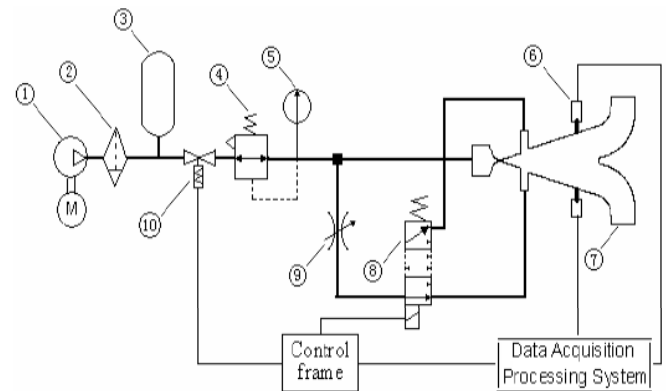 ③
⑤
④
⑥
②
①
M
⑩
⑨
⑧
⑦
Control
frame
Data Acquisition
Processing System